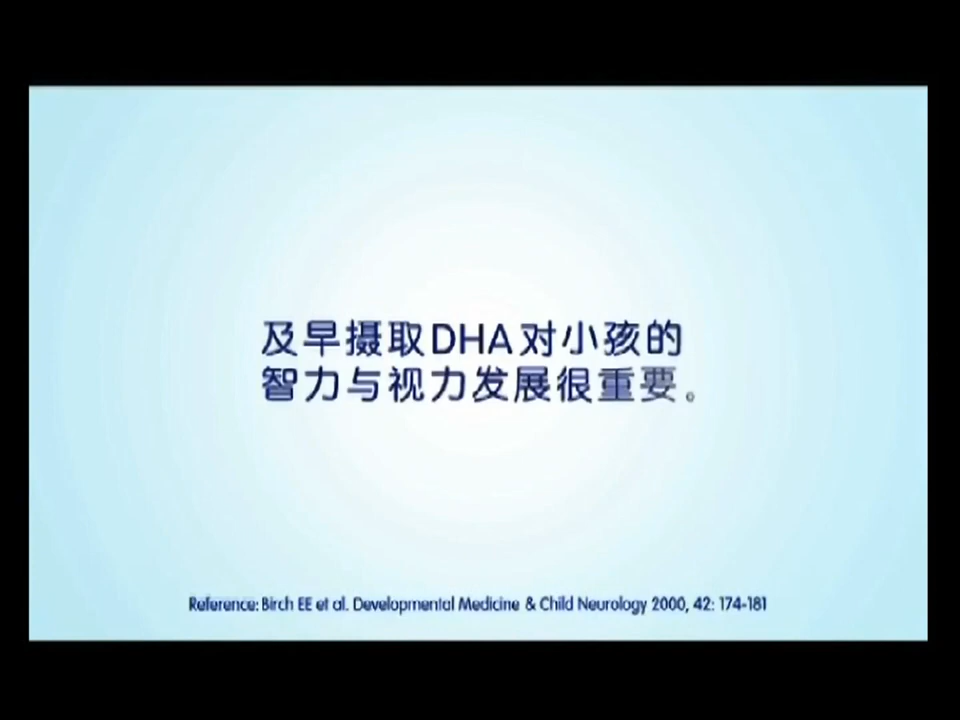 及早摄取DHA对小孩的
智力与视力发展很重要。
Reference: Birch EE et al. Developmental Medicine & Child Neurology 2000, 42: 174-181